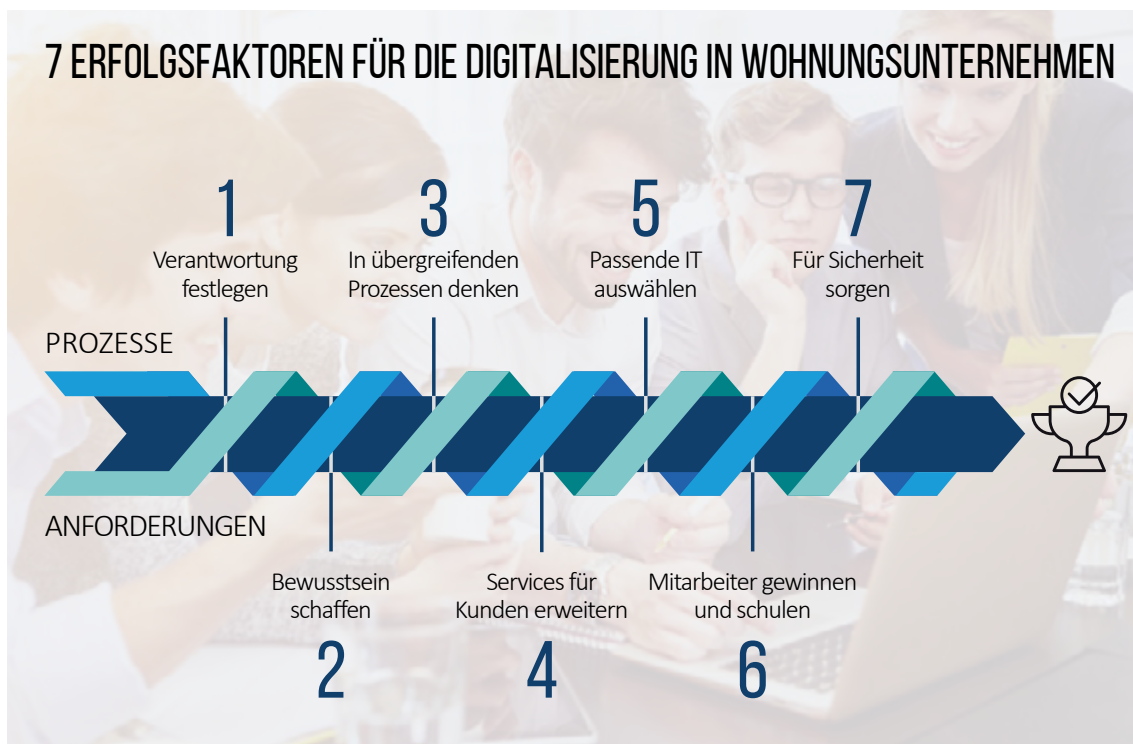 7 ERFOLGSFAKTOREN FÜR DIE DIGITALISIERUNG IN WOHNUNGSUNTERNEHMEN
1
Verantwortung
festlegen
3
In übergreifenden
Prozessen denken
5
Passende IT
auswählen
7
Für Sicherheit
sorgen
PROZESSE
ANFORDERUNGEN
Bewusstsein
schaffen
2
Services für
Kunden erweitern
4
Mitarbeiter gewinnen
und schulen
6